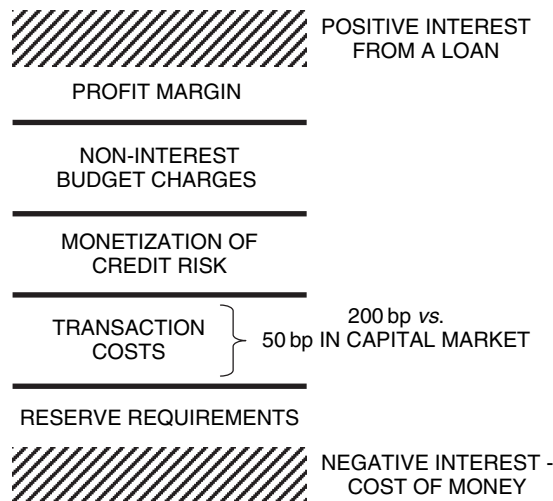 POSITIVE INTEREST
FROM A LOAN
PROFIT MARGIN
NON-INTEREST
BUDGET CHARGES
MONETIZATION OF
CREDIT RISK
TRANSACTION
COSTS
200 bp vs.
50 bp IN CAPITAL MARKET
RESERVE REQUIREMENTS
NEGATIVE INTEREST -
COST OF MONEY